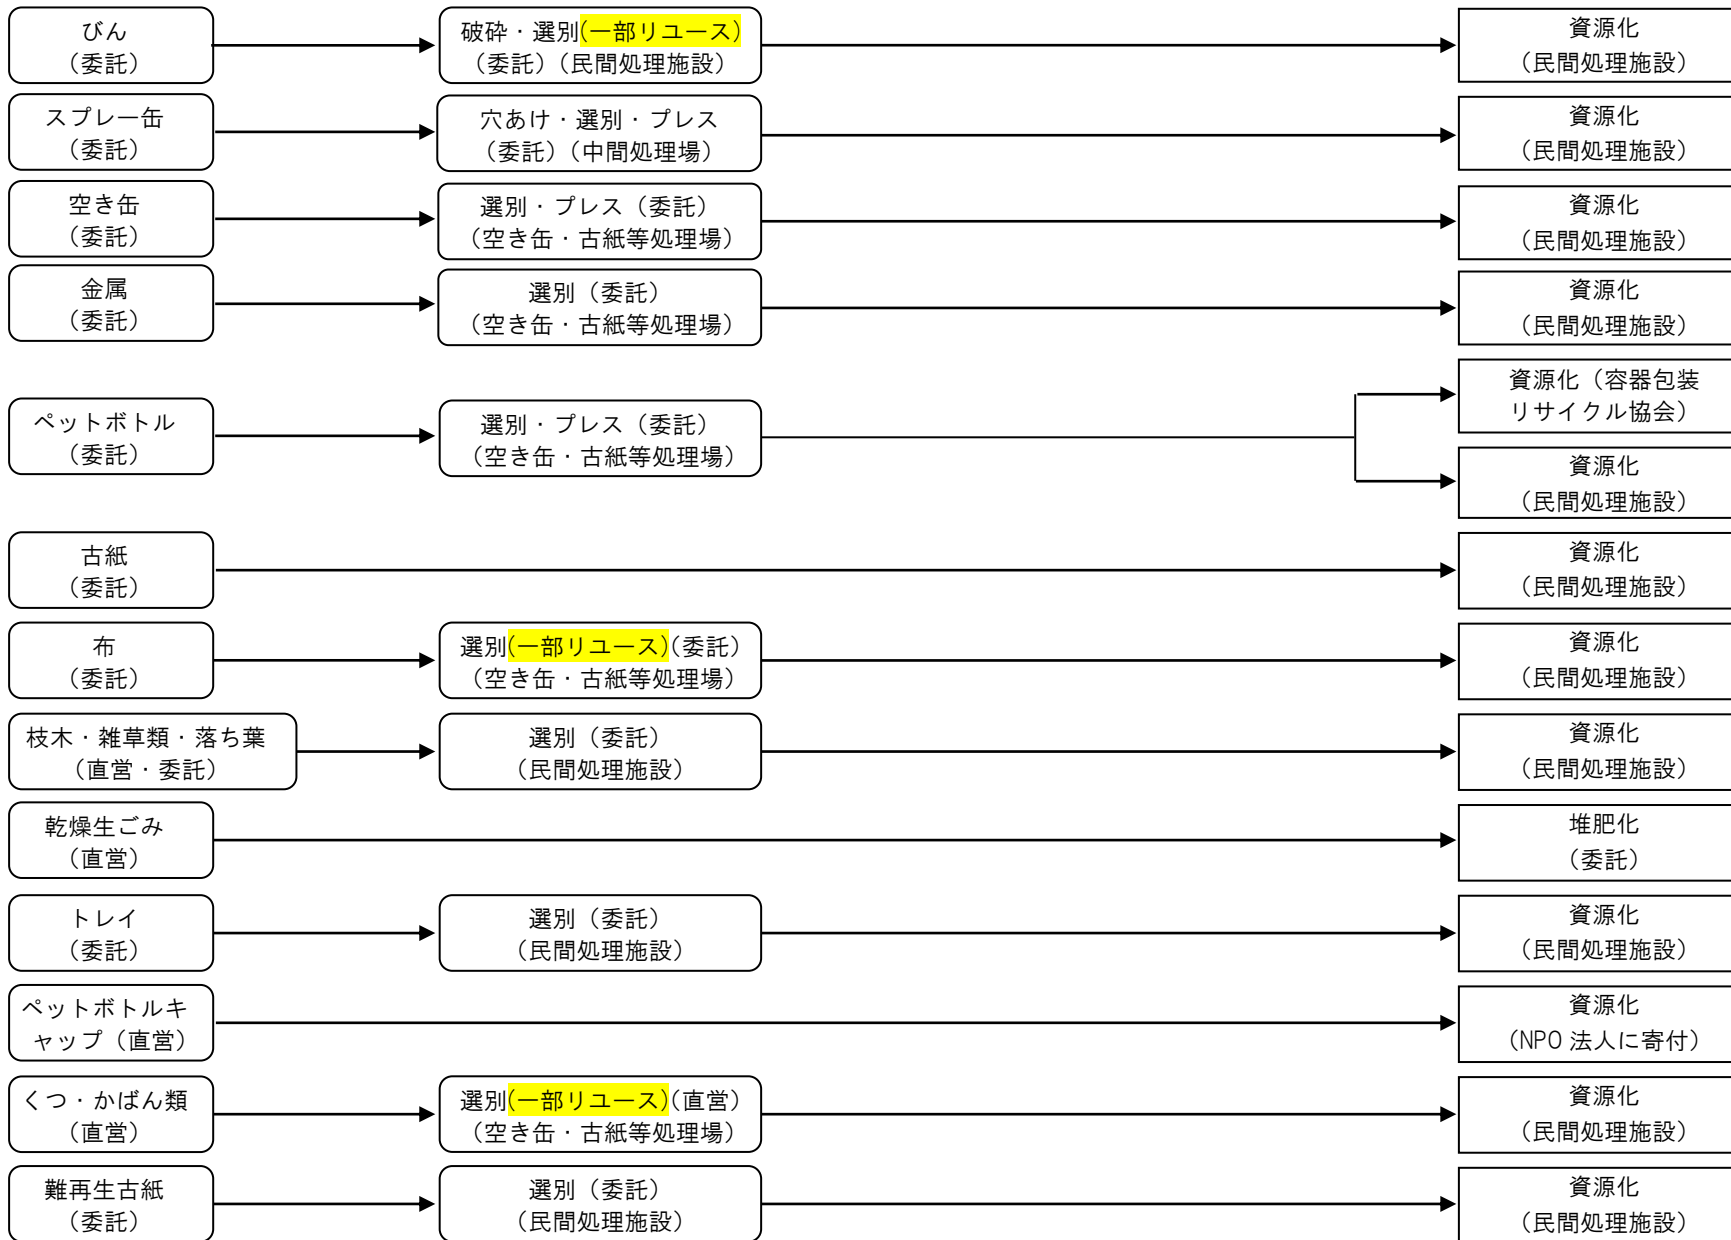 びん
(委託)
破砕・選別(一部リユース)
(委託)(民間処理施設)
資源化
(民間処理施設)
スプレー缶
(委託)
穴あけ・選別・プレス
(委託)(中間処理場)
資源化
(民間処理施設)
空き缶
(委託)
選別・プレス(委託)
(空き缶・古紙等処理場)
資源化
(民間処理施設)
金属
(委託)
選別(委託)
(空き缶・古紙等処理場)
資源化
(民間処理施設)
ペットボトル
(委託)
選別・プレス(委託)
(空き缶・古紙等処理場)
資源化(容器包装
リサイクル協会)
資源化
(民間処理施設)
古紙
(委託)
資源化
(民間処理施設)
布
(委託)
選別(一部リユース)(委託)
(空き缶・古紙等処理場)
資源化
(民間処理施設)
枝木・雑草類・落ち葉
(直営・委託)
選別(委託)
(民間処理施設)
資源化
(民間処理施設)
乾燥生ごみ
(直営)
堆肥化
(委託)
トレイ
(委託)
選別(委託)
(民間処理施設)
資源化
(民間処理施設)
ペットボトルキ
ャップ(直営)
資源化
(NPO 法人に寄付)
くつ・かばん類
(直営)
選別(一部リユース)(直営)
(空き缶・古紙等処理場)
資源化
(民間処理施設)
難再生古紙
(委託)
選別(委託)
(民間処理施設)
資源化
(民間処理施設)